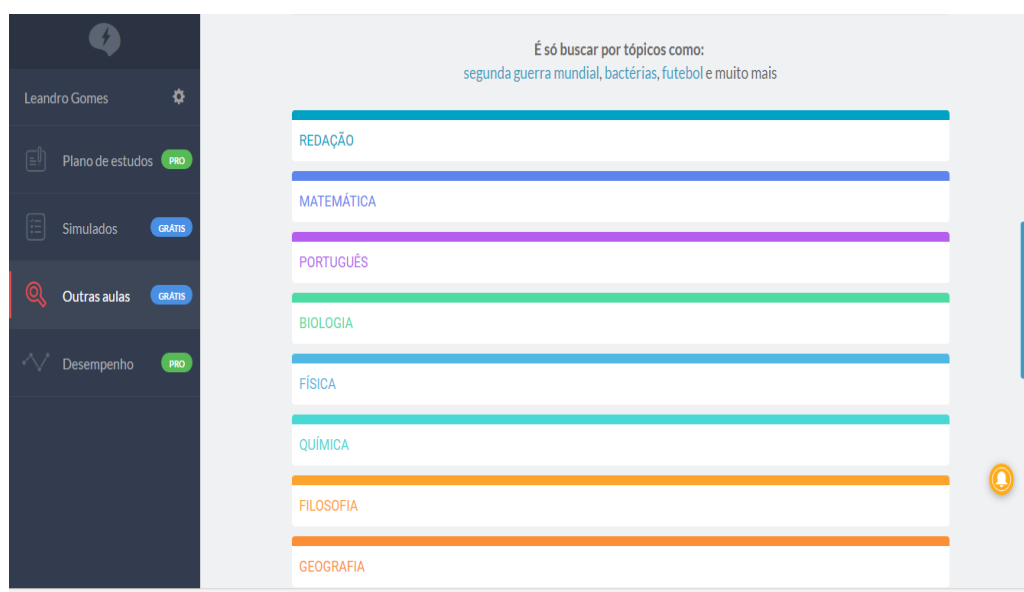 Leandro Gomes
Plano de estudos PRO
Simulados GRÁTIS
Outras aulas GRÁTIS
Desempenho PRO
É só buscar por tópicos como:
segunda guerra mundial, bactérias, futebol e muito mais
REDAÇÃO
MATEMÁTICA
PORTUGUÊS
BIOLOGIA
FÍSICA
QUÍMICA
FILOSOFIA
GEOGRAFIA